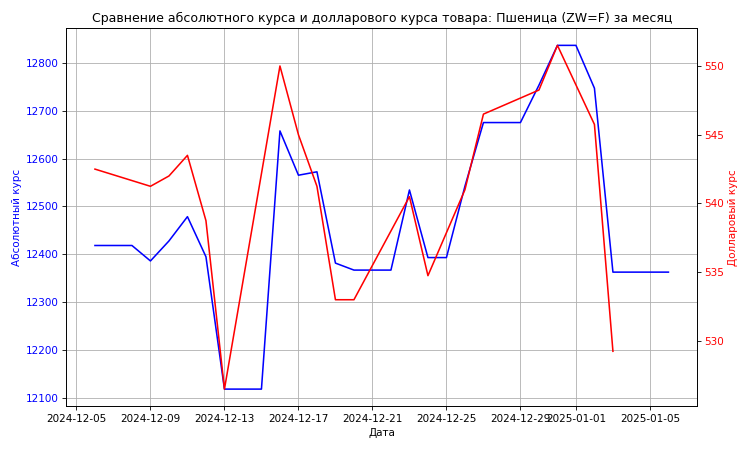 Сравнение абсолютного курса и долларового курса товара: Пшеница (ZW=F) за месяц
12800
12700
12600
12500
12400
12300
12200
12100
Абсолютный курс
550
545
540
535
530
Долларовый курс
2024-12-05 2024-12-09 2024-12-13 2024-12-17 2024-12-21 2024-12-25 2024-12-29 2025-01-01 2025-01-05
Дата